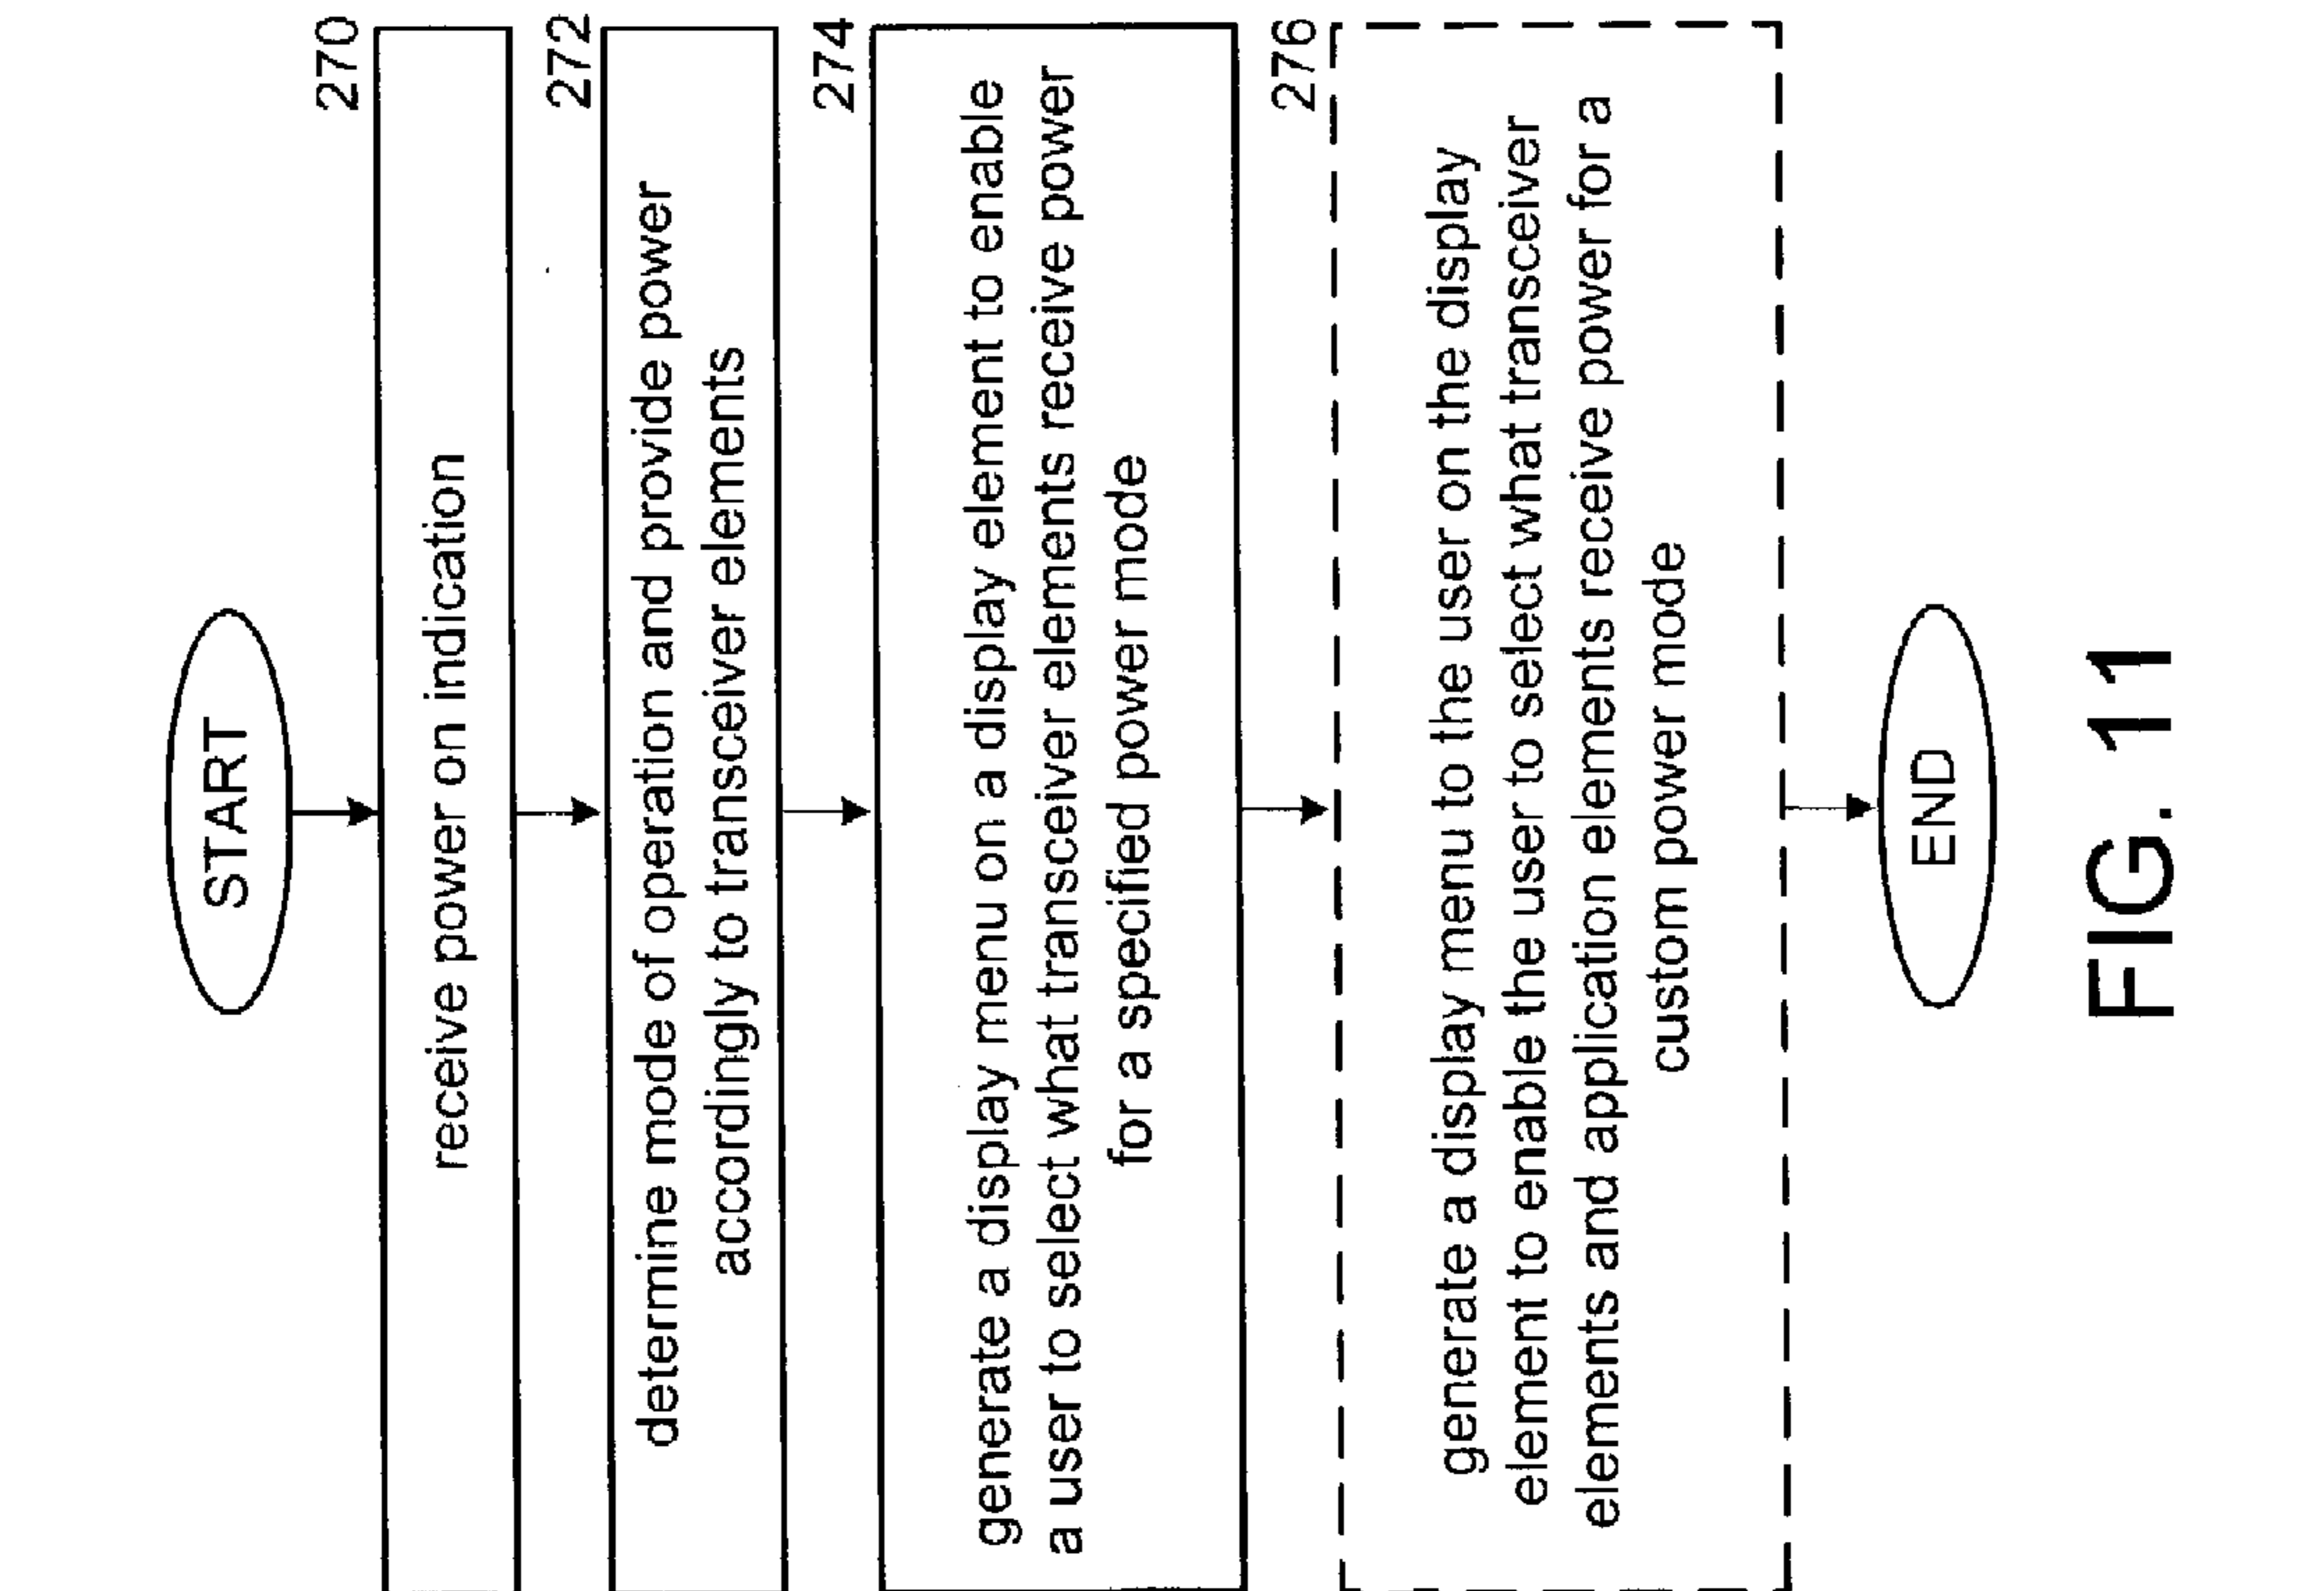 START
270
receive power on indication
272
determine mode of operation and provide power
accordingly to transceiver elements
274
generate a display menu on a display element to enable
a user to select what transceiver elements receive power
for a specified power mode
276
generate a display menu to the user on the display
element to enable the user to select what transceiver
elements and application elements receive power for a
custom power mode
END
FIG. 11